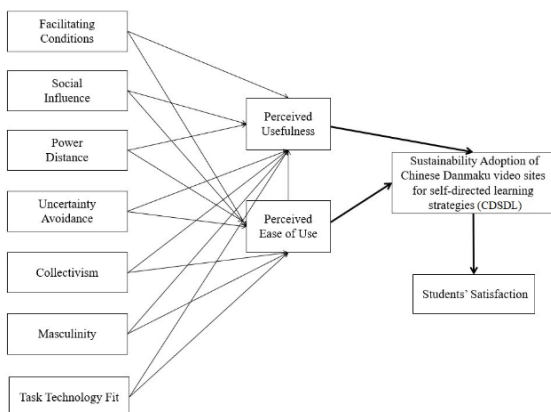 Facilitating
Conditions
Social
Influence
Power
Distance
Uncertainty
Avoidance
Collectivism
Masculinity
Task Technology Fit
Perceived
Usefulness
Perceived
Ease of Use
Sustainability Adoption of
Chinese Danmaku video sites
for self-directed learning
strategies (CDSDL)
Students' Satisfaction